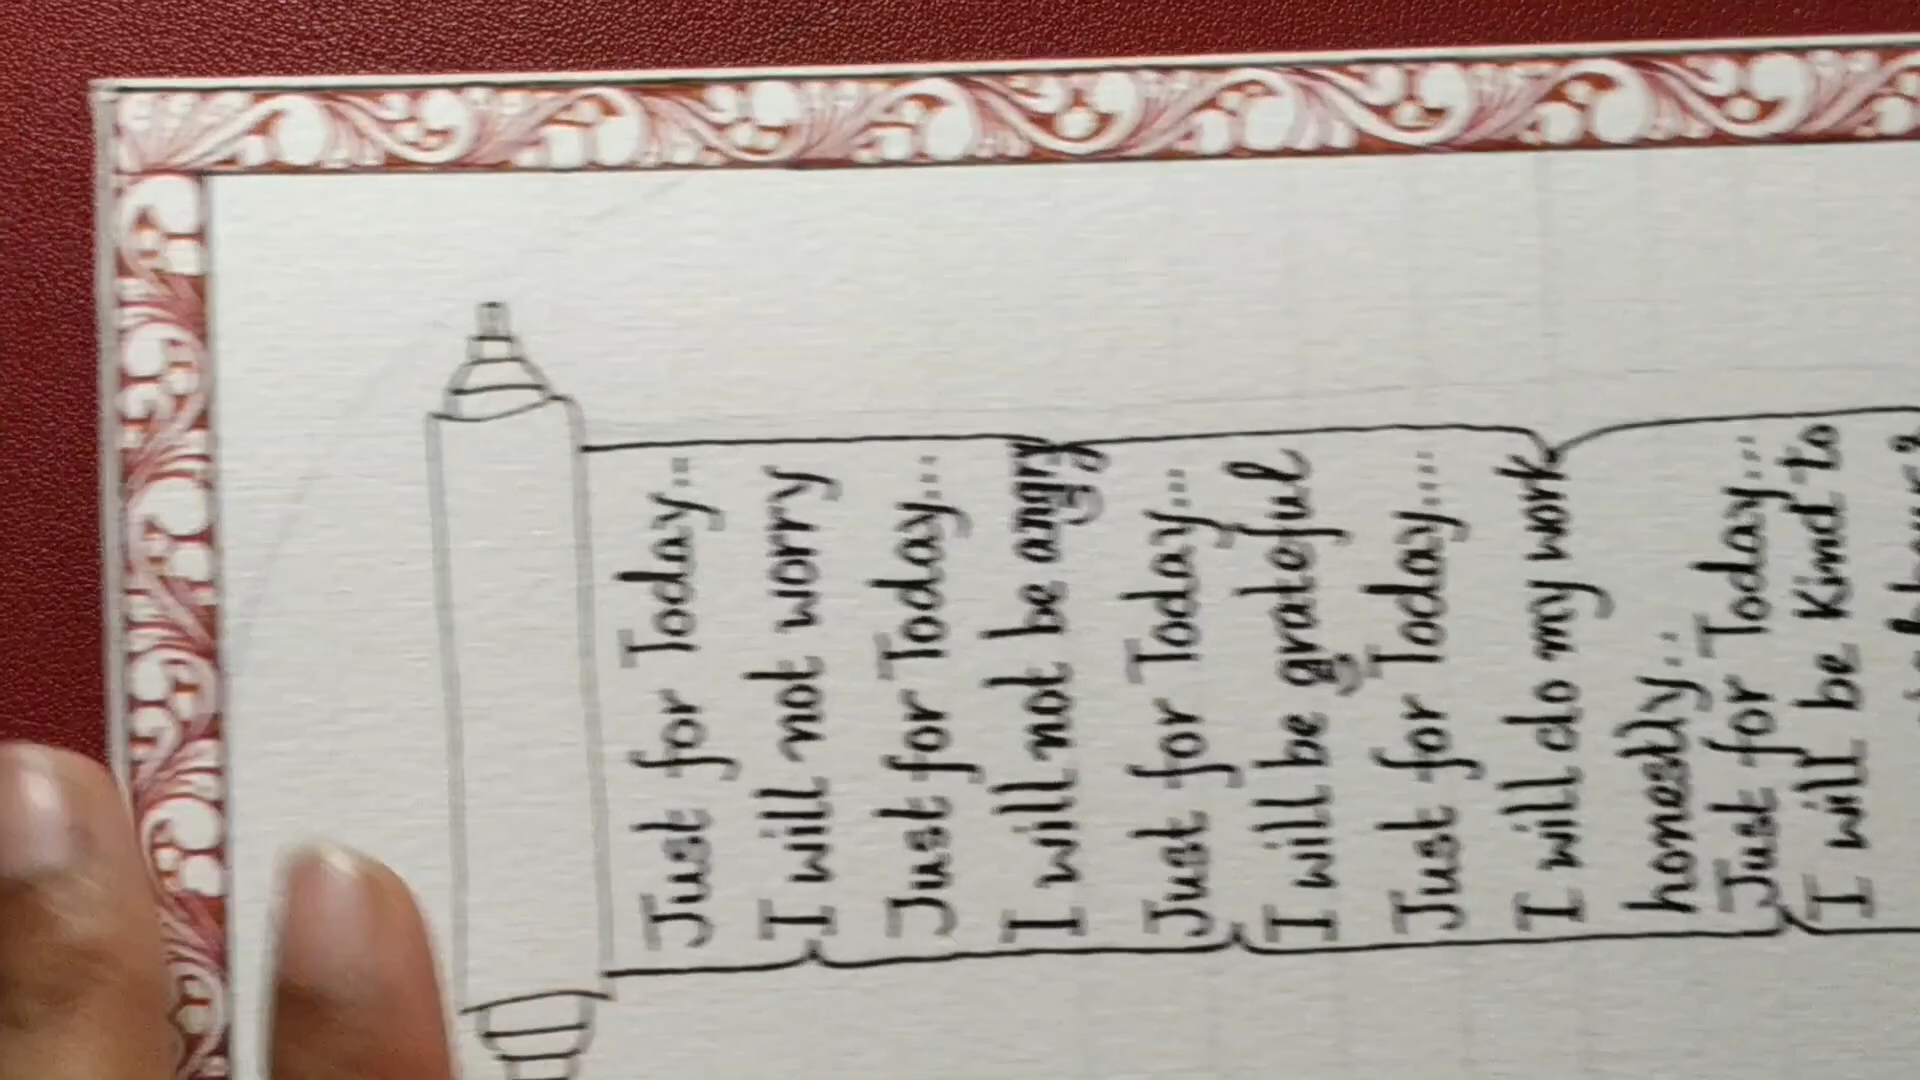 Just for Today...
I will not worry
Just for Today...
I will not be angry
Just for Today...
I will be grateful
Just for Today....
I will do my work
honestly...
Just for Today...
I will be Kind to